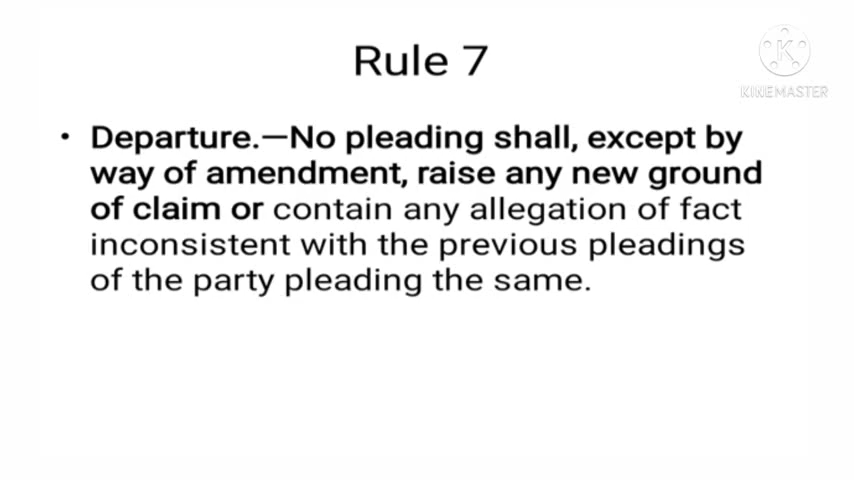 Rule 7
K
KINEMASTER
• Departure.—No pleading shall, except by
way of amendment, raise any new ground
of claim or contain any allegation of fact
inconsistent with the previous pleadings
of the party pleading the same.